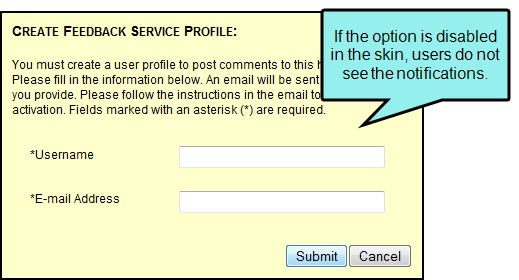 CREATE FEEDBACK SERVICE PROFILE:
You must create a user profile to post comments to this h
Please fill in the information below. An email will be sent
you provide. Please follow the instructions in the email to
activation. Fields marked with an asterisk (*) are required.
If the option is disabled
in the skin, users do not
see the notifications.
*Username
*E-mail Address
Submit Cancel